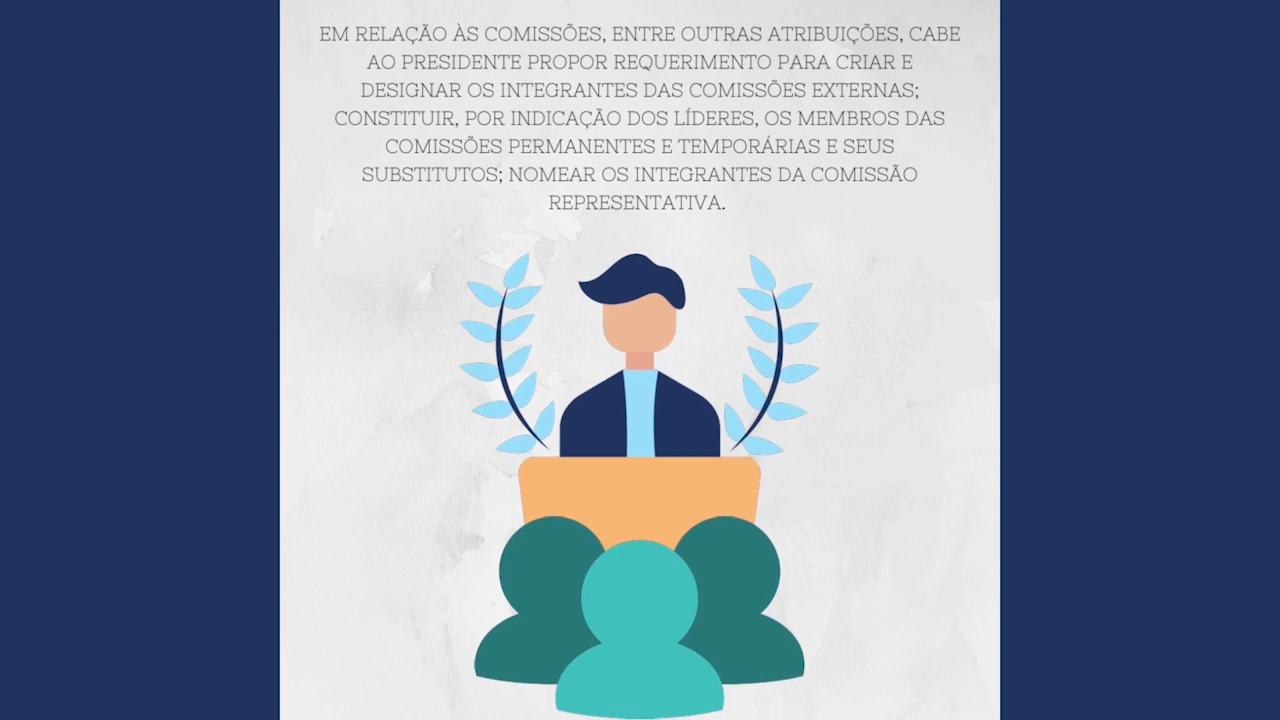 EM RELAÇÃO ÀS COMISSÕES, ENTRE OUTRAS ATRIBUIÇÕES, CABE
AO PRESIDENTE PROPOR REQUERIMENTO PARA CRIAR E
DESIGNAR OS INTEGRANTES DAS COMISSÕES EXTERNAS;
CONSTITUIR, POR INDICAÇÃO DOS LÍDERES, OS MEMBROS DAS
COMISSÕES PERMANENTES E TEMPORÁRIAS E SEUS
SUBSTITUTOS; NOMEAR OS INTEGRANTES DA COMISSÃO
REPRESENTATIVA.